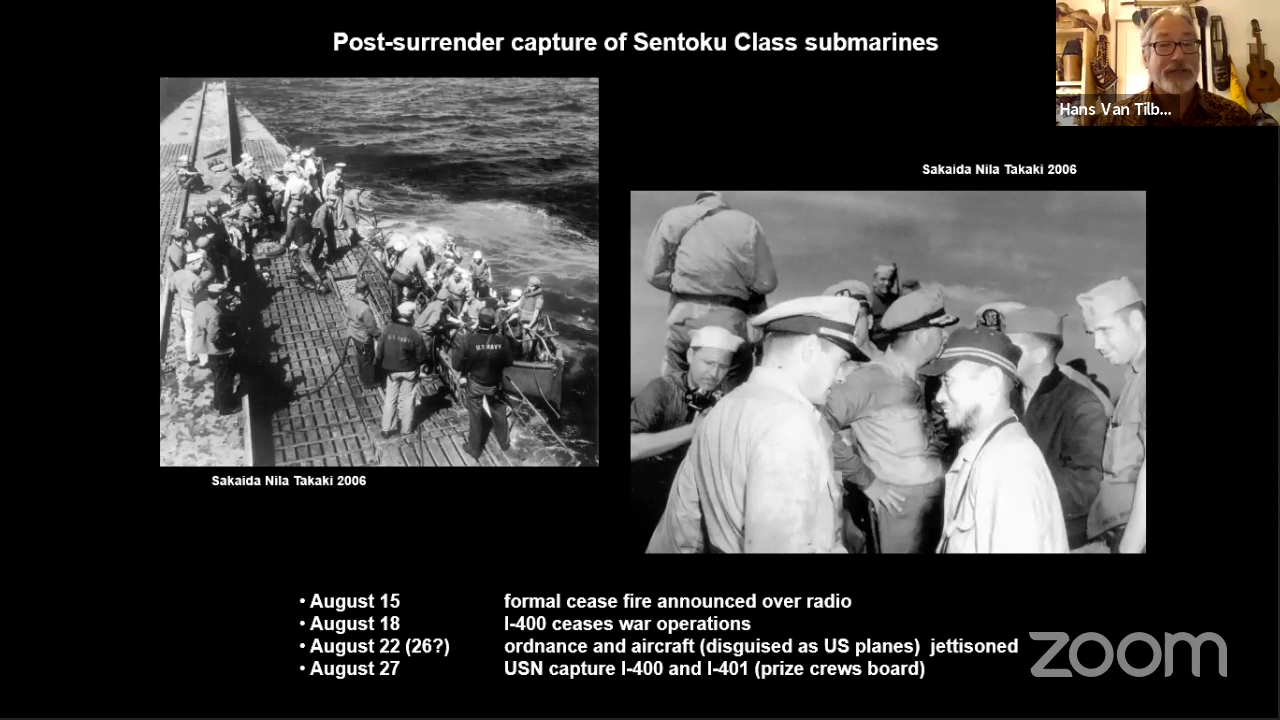 Post-surrender capture of Sentoku Class submarines
Hans Van Tilb...
Sakaida Nila Takaki 2006
U.S. NAVY
Sakaida Nila Takaki 2006
• August 15 formal cease fire announced over radio
• August 18 I-400 ceases war operations
• August 22 (26?) ordnance and aircraft (disguised as US planes) jettisoned
• August 27 USN capture I-400 and I-401 (prize crews board)
zoom